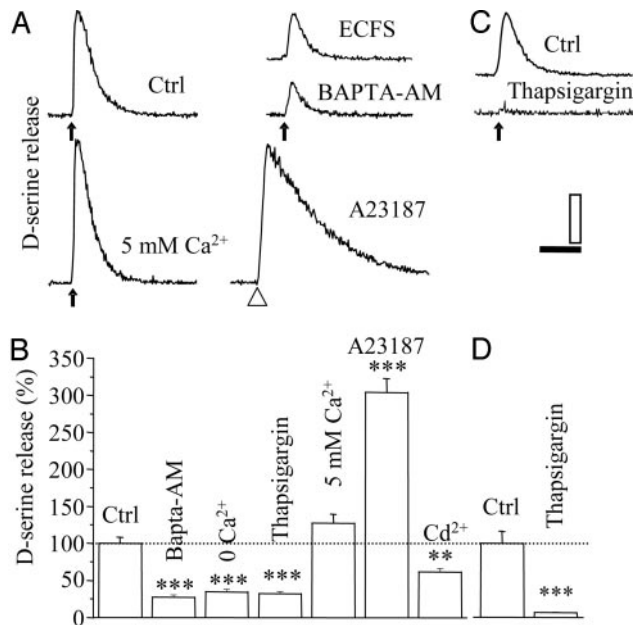 A
C
ECFS
Ctrl
Ctrl
BAPTA-AM
Thapsigargin
D-serine release
5 mM Ca²⁺
A23187
B
D
D-serine release (%)
350
300
250
200
150
100
50
0
Ctrl
Bapta-AM
***
0 Ca²⁺
***
Thapsigargin
***
5 mM Ca²⁺
A23187
***
Cd²⁺
**
Ctrl
Thapsigargin
***